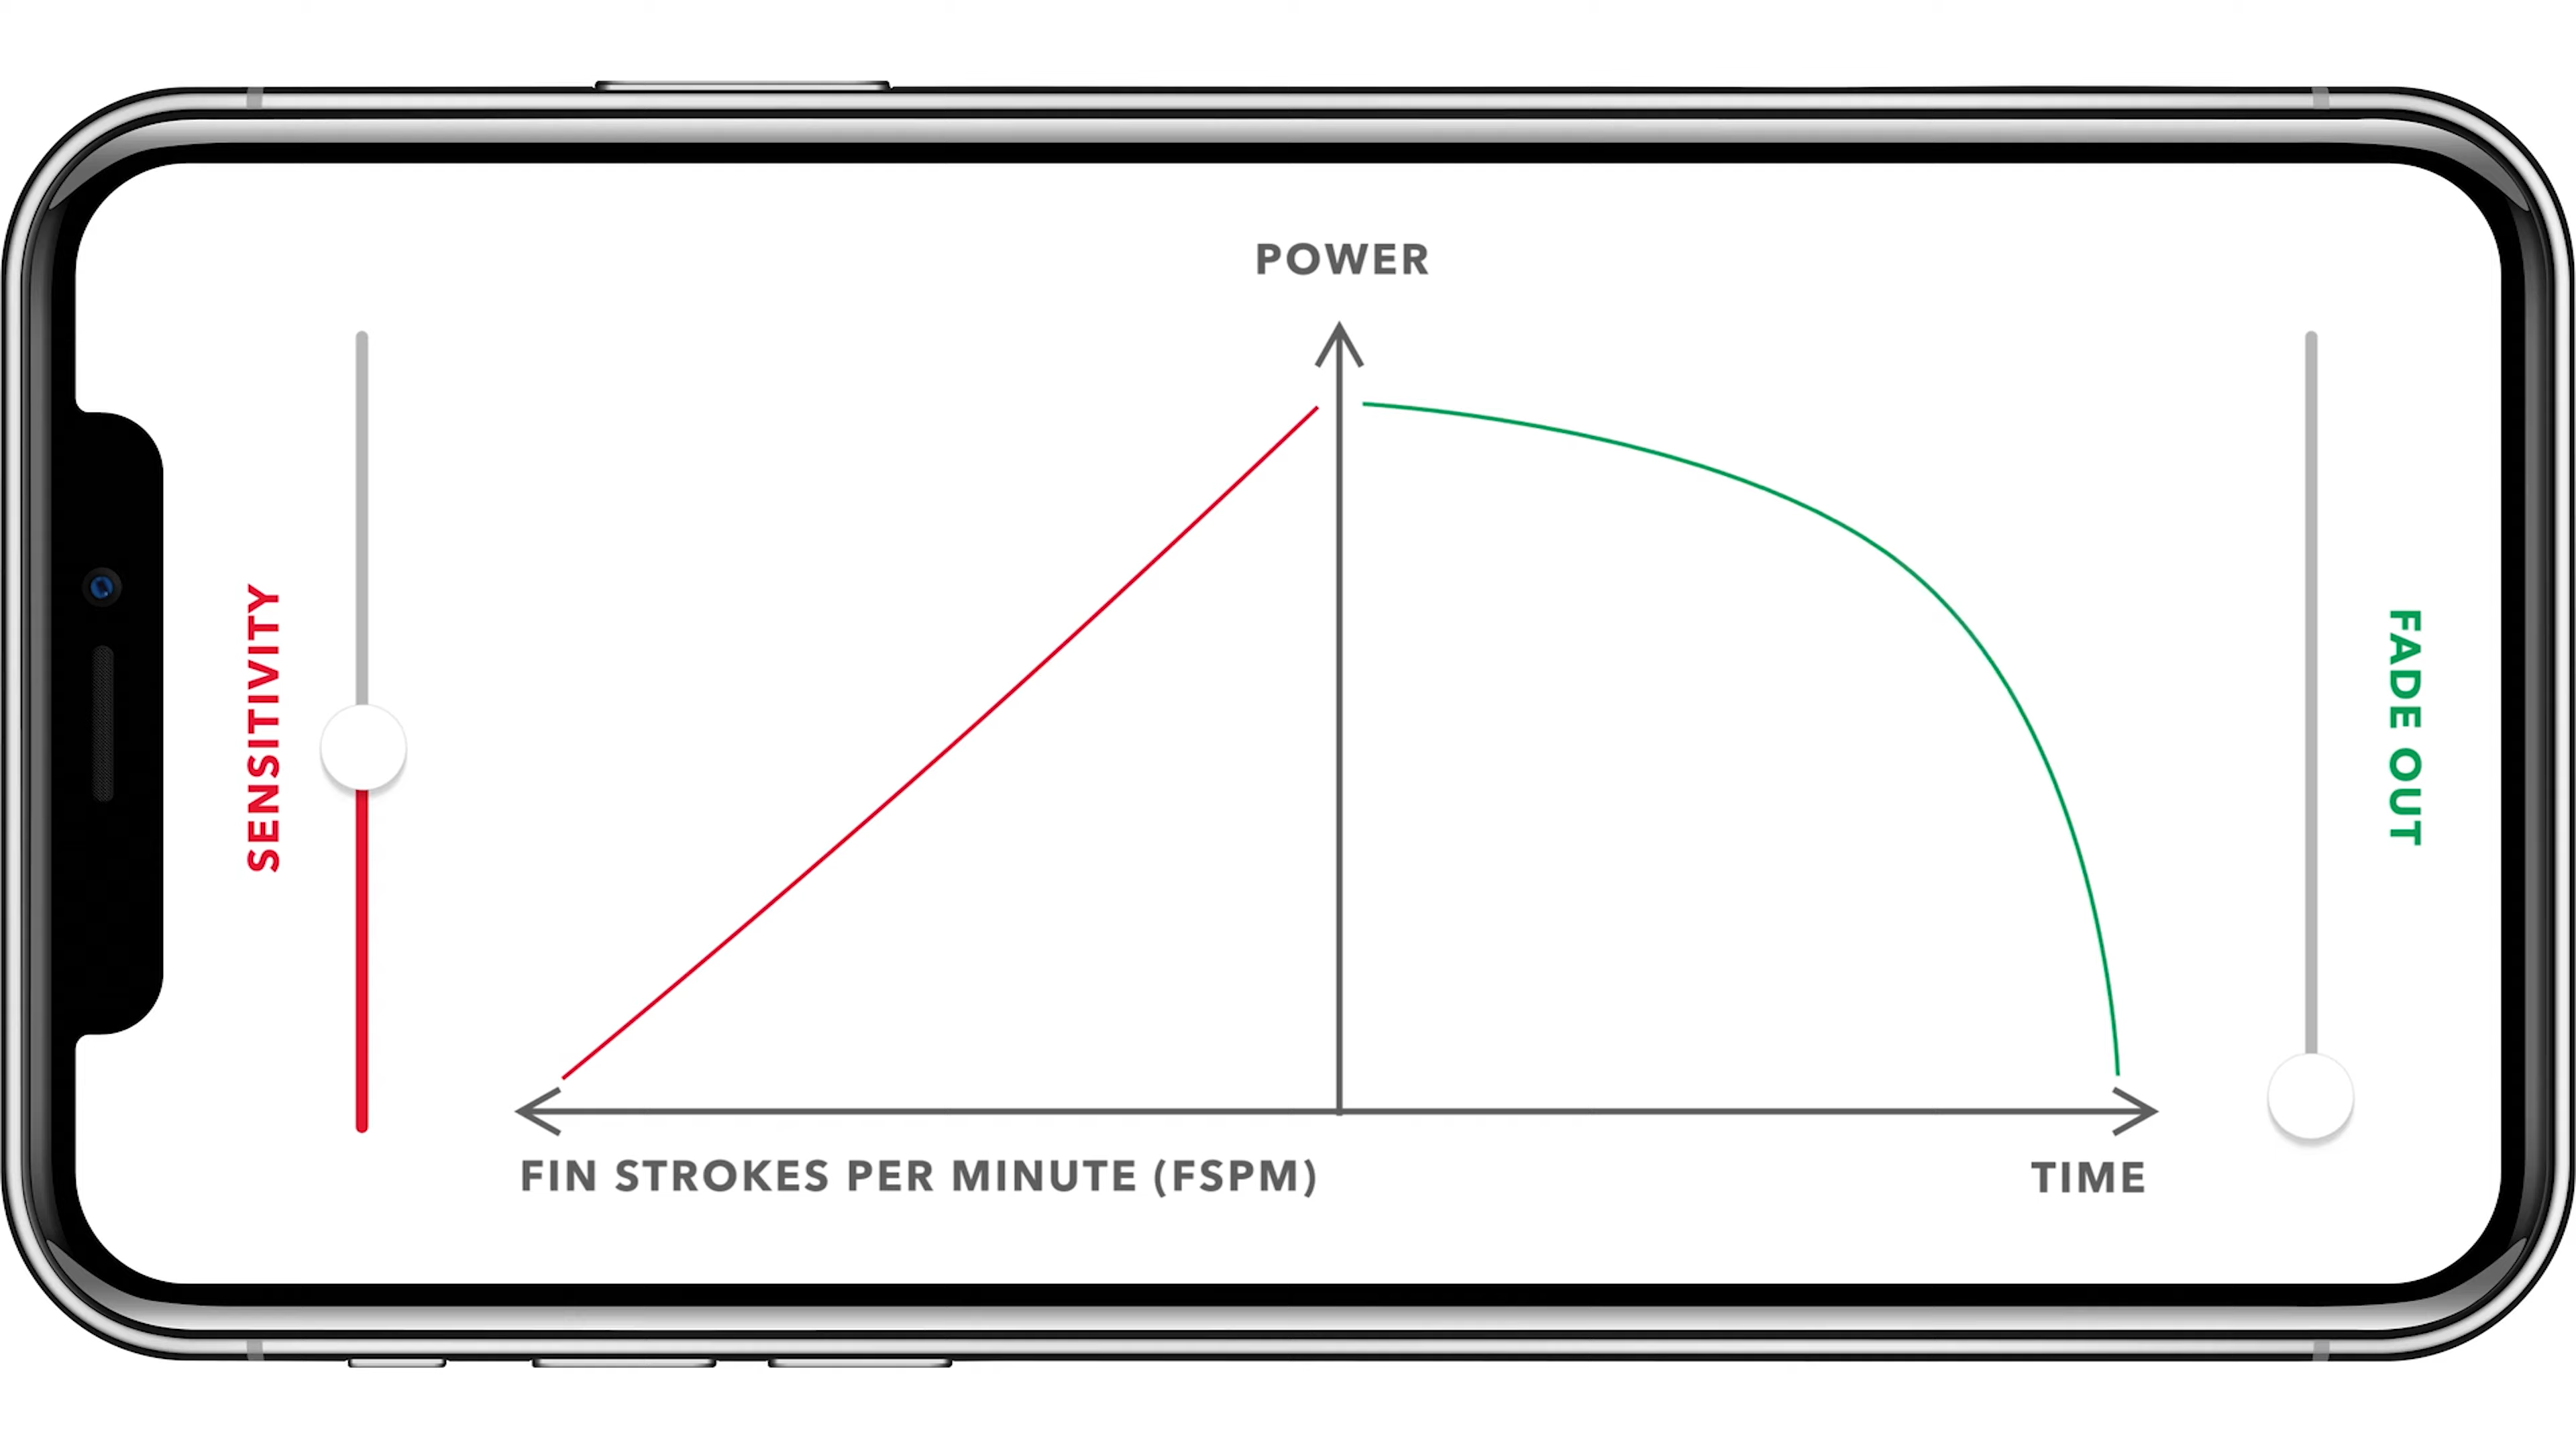 POWER
SENSITIVITY
FADE OUT
FIN STROKES PER MINUTE (FSPM)
TIME